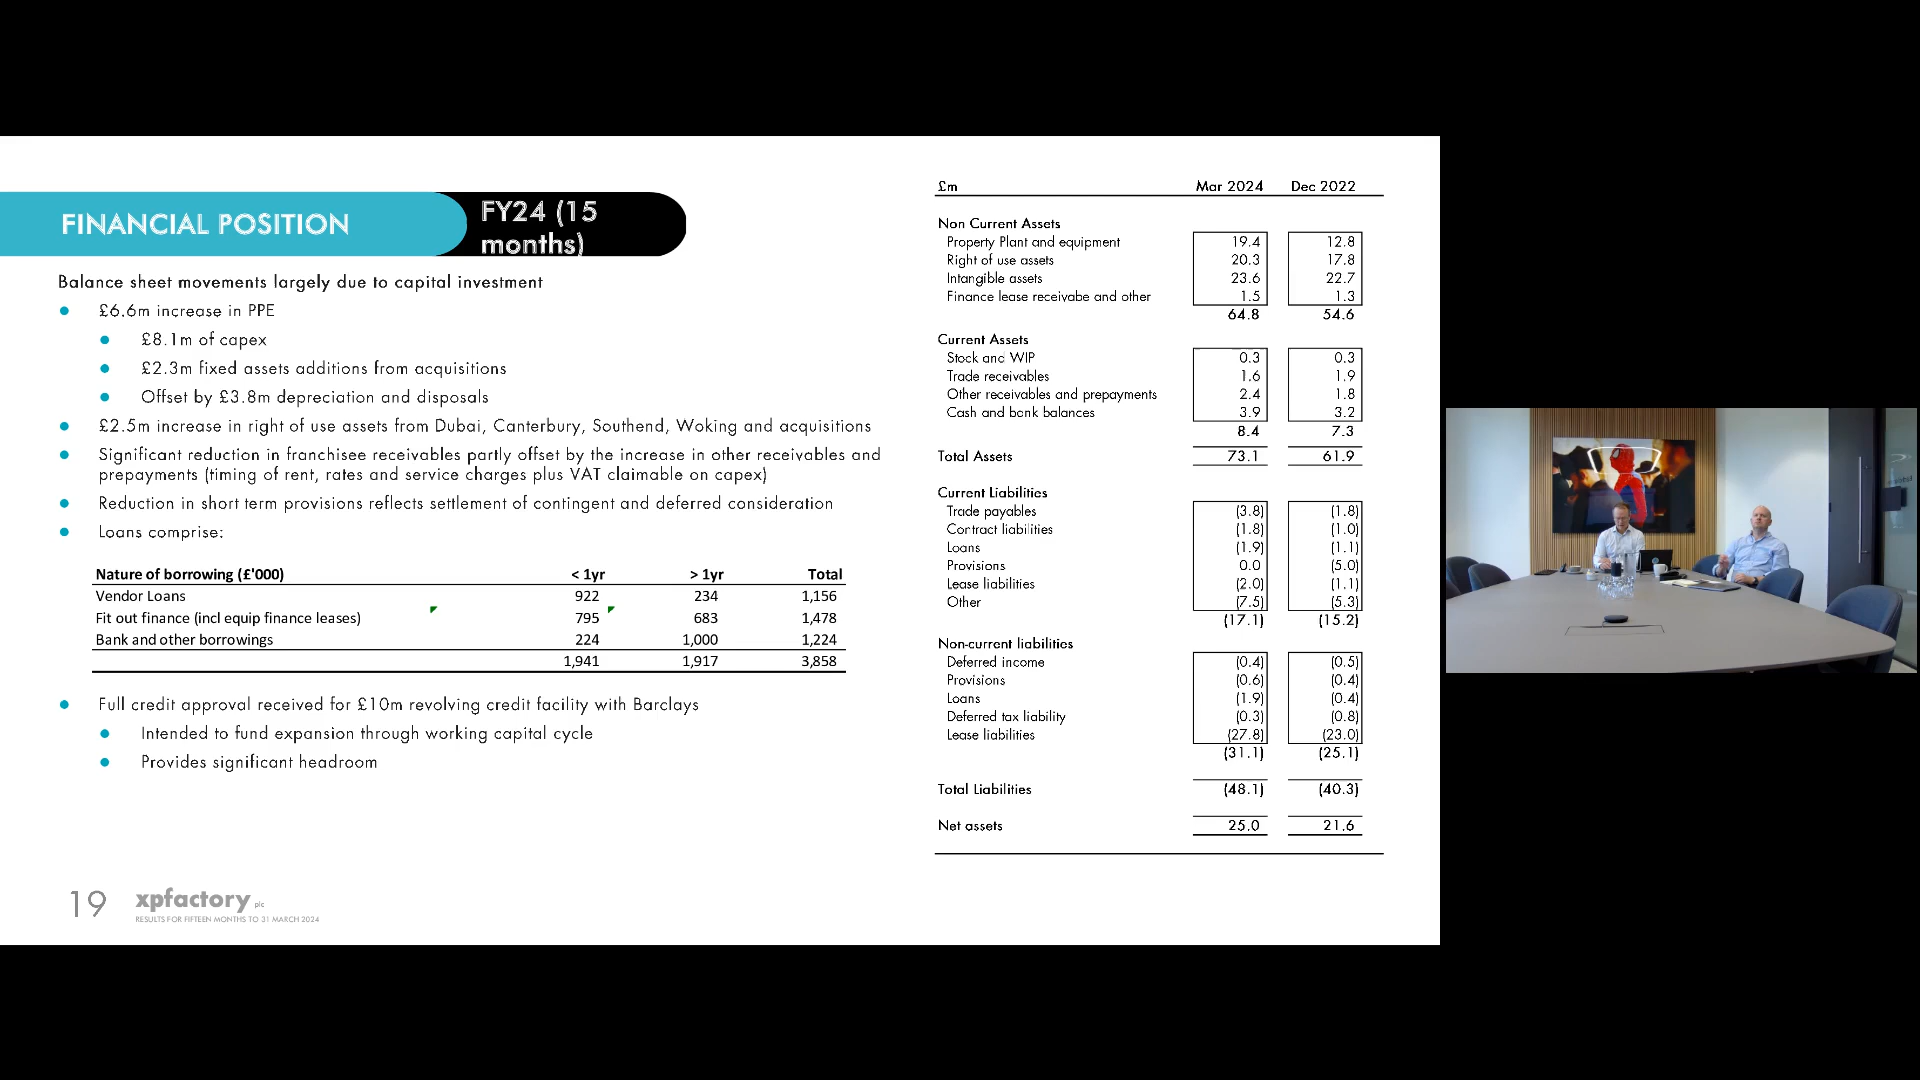 FINANCIAL POSITION
FY24 (15
months)
Balance sheet movements largely due to capital investment
£6.6m increase in PPE
£8.1m of capex
£2.3m fixed assets additions from acquisitions
Offset by £3.8m depreciation and disposals
£2.5m increase in right of use assets from Dubai, Canterbury, Southend, Woking and acquisitions
Significant reduction in franchisee receivables partly offset by the increase in other receivables and
prepayments (timing of rent, rates and service charges plus VAT claimable on capex)
Reduction in short term provisions reflects settlement of contingent and deferred consideration
Loans comprise:
Nature of borrowing (£'000) < 1yr > 1yr Total
Vendor Loans 922 234 1,156
Fit out finance (incl equip finance leases) 795 683 1,478
Bank and other borrowings 224 1,000 1,224
1,941 1,917 3,858
Full credit approval received for £10m revolving credit facility with Barclays
Intended to fund expansion through working capital cycle
Provides significant headroom
£m Mar 2024 Dec 2022
Non Current Assets
Property Plant and equipment 19.4 12.8
Right of use assets 20.3 17.8
Intangible assets 23.6 22.7
Finance lease receivabe and other 1.5 1.3
64.8 54.6
Current Assets
Stock and WIP 0.3 0.3
Trade receivables 1.6 1.9
Other receivables and prepayments 2.4 1.8
Cash and bank balances 3.9 3.2
8.4 7.3
Total Assets 73.1 61.9
Current Liabilities
Trade payables (3.8) (1.8)
Contract liabilities (1.8) (1.0)
Loans (1.9) (1.1)
Provisions 0.0 (5.0)
Lease liabilities (2.0) (1.1)
Other (7.5) (5.3)
(17.1) (15.2)
Non-current liabilities
Deferred income (0.4) (0.5)
Provisions (0.6) (0.4)
Loans (1.9) (0.4)
Deferred tax liability (0.3) (0.8)
Lease liabilities (27.8) (23.0)
(31.1) (25.1)
Total Liabilities (48.1) (40.3)
Net assets 25.0 21.6
19
xpfactory plc
RESULTS FOR FIFTEEN MONTHS TO 31 MARCH 2024